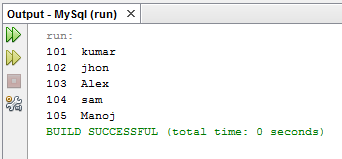 Output - MySql (run)
run:
101 kumar
102 jhon
103 Alex
104 sam
105 Manoj
BUILD SUCCESSFUL (total time: 0 seconds)